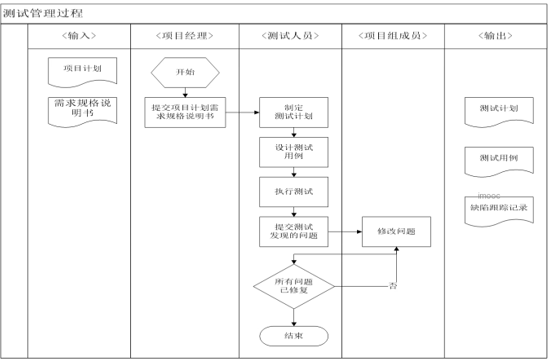 测试管理过程
<输入>
<项目经理>
<测试人员>
<项目组成员>
<输出>
项目计划
需求规格说
明书
开始
提交项目计划需
求规格说明书
制定
测试计划
设计测试
用例
执行测试
提交测试
发现的问题
修改问题
所有问题
已修复
否
结束
测试计划
测试用例
imooc
缺陷跟踪记录